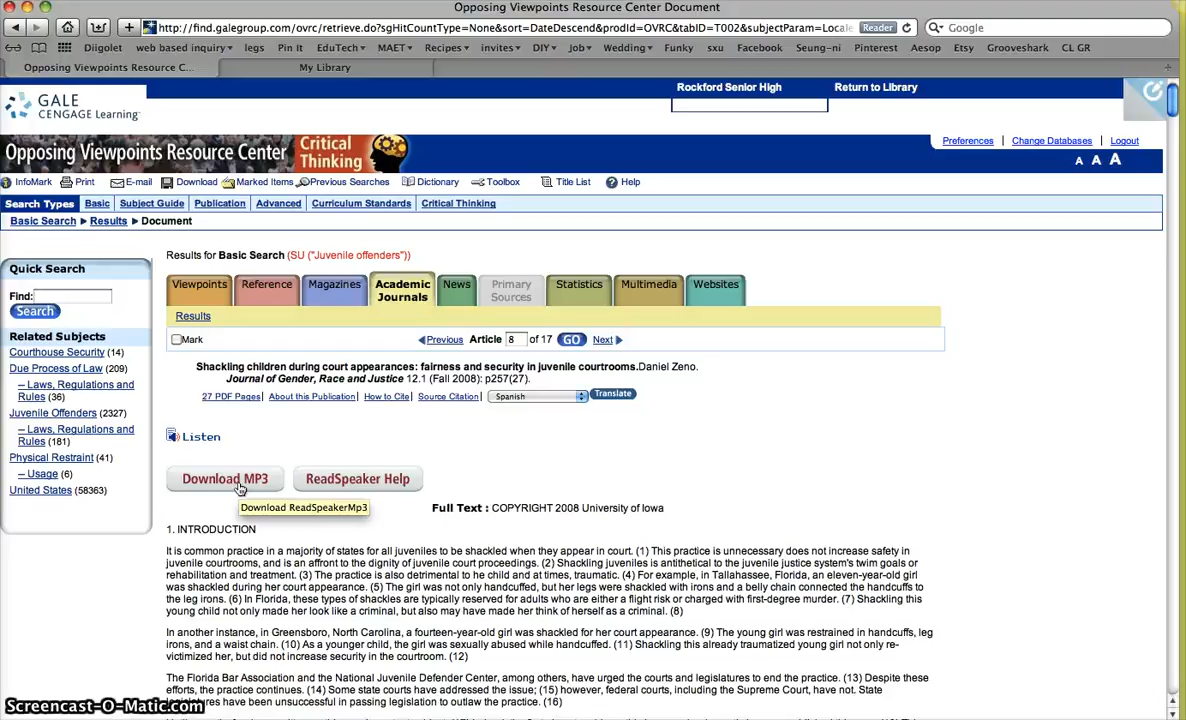 Opposing Viewpoints Resource Center Document
http://find.galegroup.com/ovrc/retrieve.do?sgHitCountType=None&sort=DateDescend&prodId=OVRC&tabID=T002&subjectParam=Locale
Reader
Google
Diigolet web based inquiry legs Pin It EduTech MAET Recipes invites DIY Job Wedding Funky sxu Facebook Seung-ni Pinterest Aesop Etsy Grooveshark CL GR
Opposing Viewpoints Resource C... My Library
Rockford Senior High Return to Library
GALE
CENGAGE Learning
Opposing Viewpoints Resource Center Critical Thinking
Preferences Change Databases Logout
A A A
InfoMark Print E-mail Download Marked Items Previous Searches Dictionary Toolbox Title List Help
Search Types Basic Subject Guide Publication Advanced Curriculum Standards Critical Thinking
Basic Search Results Document
Quick Search
Find:
Search
Related Subjects
Courthouse Security (14)
Due Process of Law (209)
– Laws, Regulations and
Rules (36)
Juvenile Offenders (2327)
– Laws, Regulations and
Rules (181)
Physical Restraint (41)
– Usage (6)
United States (58363)
Results for Basic Search (SU ("Juvenile offenders"))
Viewpoints Reference Magazines Academic Journals News Primary Sources Statistics Multimedia Websites
Results
Mark Previous Article 8 of 17 GO Next
Shackling children during court appearances: fairness and security in juvenile courtrooms.Daniel Zeno.
Journal of Gender, Race and Justice 12.1 (Fall 2008): p257(27).
27 PDF Pages| About this Publication| How to Cite| Source Citation| Spanish Translate
Listen
Download MP3 ReadSpeaker Help
Download ReadSpeakerMp3
Full Text : COPYRIGHT 2008 University of Iowa
1. INTRODUCTION
It is common practice in a majority of states for all juveniles to be shackled when they appear in court. (1) This practice is unnecessary does not increase safety in
juvenile courtrooms, and is an affront to the dignity of juvenile court proceedings. (2) Shackling juveniles is antithetical to the juvenile justice system's twin goals or
rehabilitation and treatment. (3) The practice is also detrimental to he child and at times, traumatic. (4) For example, in Tallahassee, Florida, an eleven-year-old girl
was shackled during her court appearance. (5) The girl was not only handcuffed, but her legs were shackled with irons and a belly chain connected the handcuffs to
the leg irons. (6) In Florida, these types of shackles are typically reserved for adults who are either a flight risk or charged with first-degree murder. (7) Shackling this
young child not only made her look like a criminal, but also may have made her think of herself as a criminal. (8)
In another instance, in Greensboro, North Carolina, a fourteen-year-old girl was shackled for her court appearance. (9) The young girl was restrained in handcuffs, leg
irons, and a waist chain. (10) As a younger child, the girl was sexually abused while handcuffed. (11) Shackling this already traumatized young girl not only re-
victimized her, but did not increase security in the courtroom. (12)
The Florida Bar Association and the National Juvenile Defender Center, among others, have urged the courts and legislatures to end the practice. (13) Despite these
efforts, the practice continues. (14) Some state courts have addressed the issue; (15) however, federal courts, including the Supreme Court, have not. State
legislatures have been unsuccessful in passing legislation to outlaw the practice. (16)
Screencast-O-Matic.com